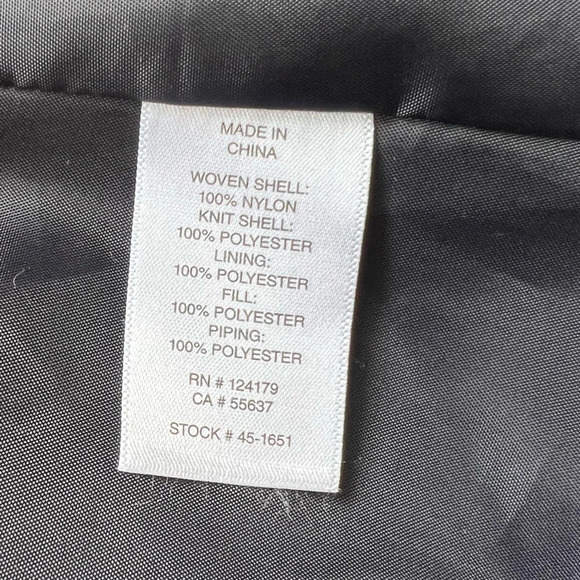 MADE IN
CHINA
WOVEN SHELL:
100% NYLON
KNIT SHELL:
100% POLYESTER
LINING:
100% POLYESTER
FILL:
100% POLYESTER
PIPING:
100% POLYESTER
RN # 124179
CA # 55637
STOCK # 45-1651